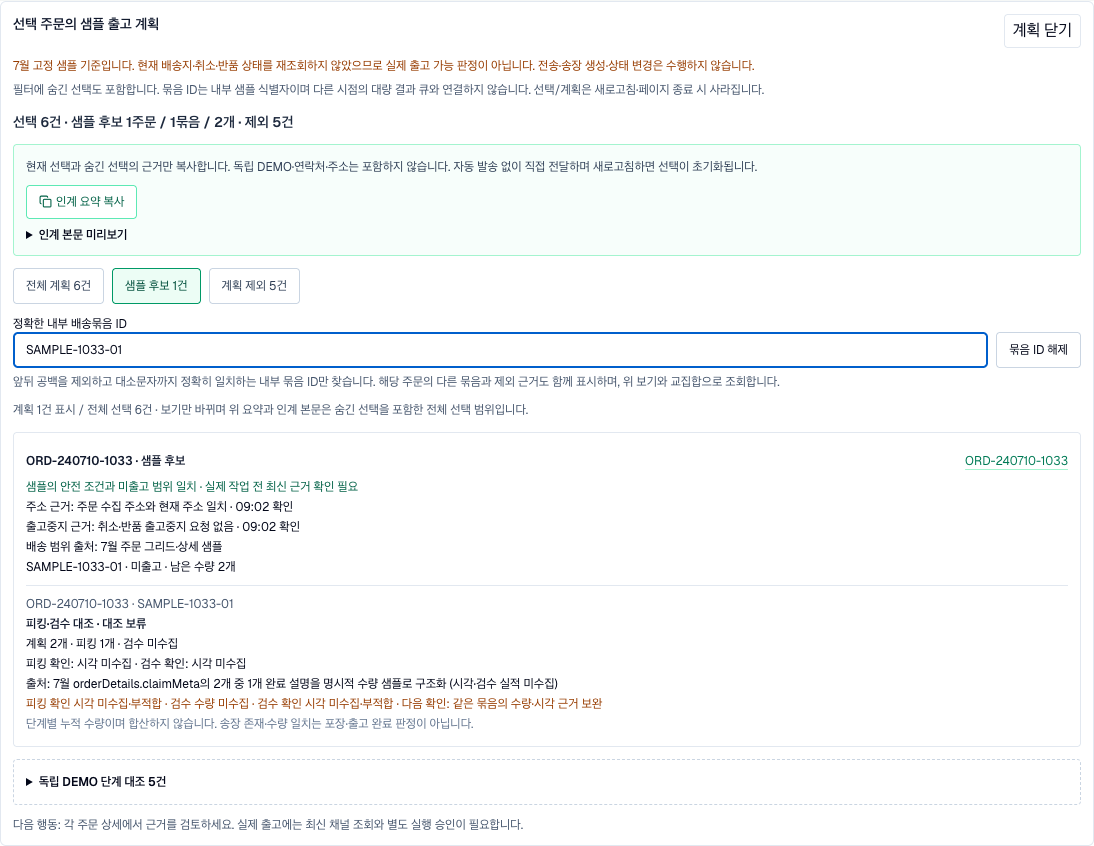 선택 주문의 샘플 출고 계획
계획 닫기
7월 고정 샘플 기준입니다. 현재 배송지·취소·반품 상태를 재조회하지 않았으므로 실제 출고 가능 판정이 아닙니다. 전송·송장 생성·상태 변경은 수행하지 않습니다.
필터에 숨긴 선택도 포함합니다. 묶음 ID는 내부 샘플 식별자이며 다른 시점의 대량 결과 큐와 연결하지 않습니다. 선택/계획은 새로고침·페이지 종료 시 사라집니다.
선택 6건 · 샘플 후보 1주문 / 1묶음 / 2개 · 제외 5건
현재 선택과 숨긴 선택의 근거만 복사합니다. 독립 DEMO·연락처·주소는 포함하지 않습니다. 자동 발송 없이 직접 전달하며 새로고침하면 선택이 초기화됩니다.
인계 요약 복사
▶ 인계 본문 미리보기
전체 계획 6건
샘플 후보 1건
계획 제외 5건
정확한 내부 배송묶음 ID
SAMPLE-1033-01
묶음 ID 해제
앞뒤 공백을 제외하고 대소문자까지 정확히 일치하는 내부 묶음 ID만 찾습니다. 해당 주문의 다른 묶음과 제외 근거도 함께 표시하며, 위 보기와 교집합으로 조회합니다.
계획 1건 표시 / 전체 선택 6건 · 보기만 바뀌며 위 요약과 인계 본문은 숨긴 선택을 포함한 전체 선택 범위입니다.
ORD-240710-1033 · 샘플 후보
ORD-240710-1033
샘플의 안전 조건과 미출고 범위 일치 · 실제 작업 전 최신 근거 확인 필요
주소 근거: 주문 수집 주소와 현재 주소 일치 · 09:02 확인
출고중지 근거: 취소·반품 출고중지 요청 없음 · 09:02 확인
배송 범위 출처: 7월 주문 그리드·상세 샘플
SAMPLE-1033-01 · 미출고 · 남은 수량 2개
ORD-240710-1033 · SAMPLE-1033-01
피킹·검수 대조 · 대조 보류
계획 2개 · 피킹 1개 · 검수 미수집
피킹 확인: 시각 미수집 · 검수 확인: 시각 미수집
출처: 7월 orderDetails.claimMeta의 2개 중 1개 완료 설명을 명시적 수량 샘플로 구조화 (시각·검수 실적 미수집)
피킹 확인 시각 미수집·부적합 · 검수 수량 미수집 · 검수 확인 시각 미수집·부적합 · 다음 확인: 같은 묶음의 수량·시각 근거 보완
단계별 누적 수량이며 합산하지 않습니다. 송장 존재·수량 일치는 포장·출고 완료 판정이 아닙니다.
▶ 독립 DEMO 단계 대조 5건
다음 행동: 각 주문 상세에서 근거를 검토하세요. 실제 출고에는 최신 채널 조회와 별도 실행 승인이 필요합니다.